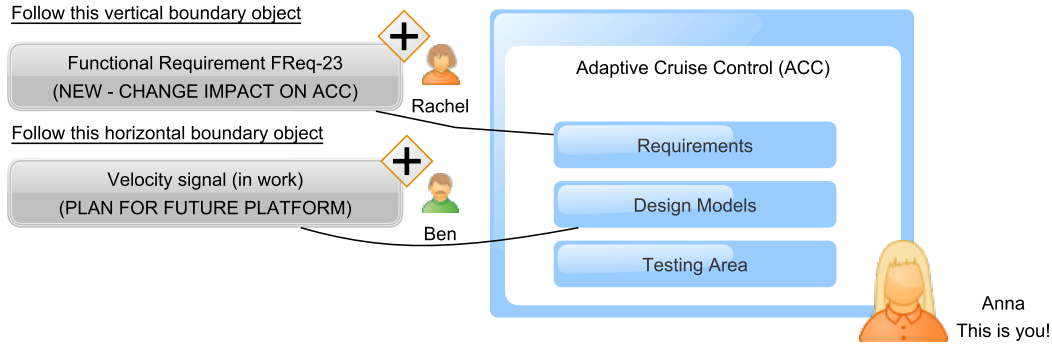 Follow this vertical boundary object
Functional Requirement FReq-23
(NEW - CHANGE IMPACT ON ACC)
Rachel
Follow this horizontal boundary object
Velocity signal (in work)
(PLAN FOR FUTURE PLATFORM)
Ben
Adaptive Cruise Control (ACC)
Requirements
Design Models
Testing Area
Anna
This is you!